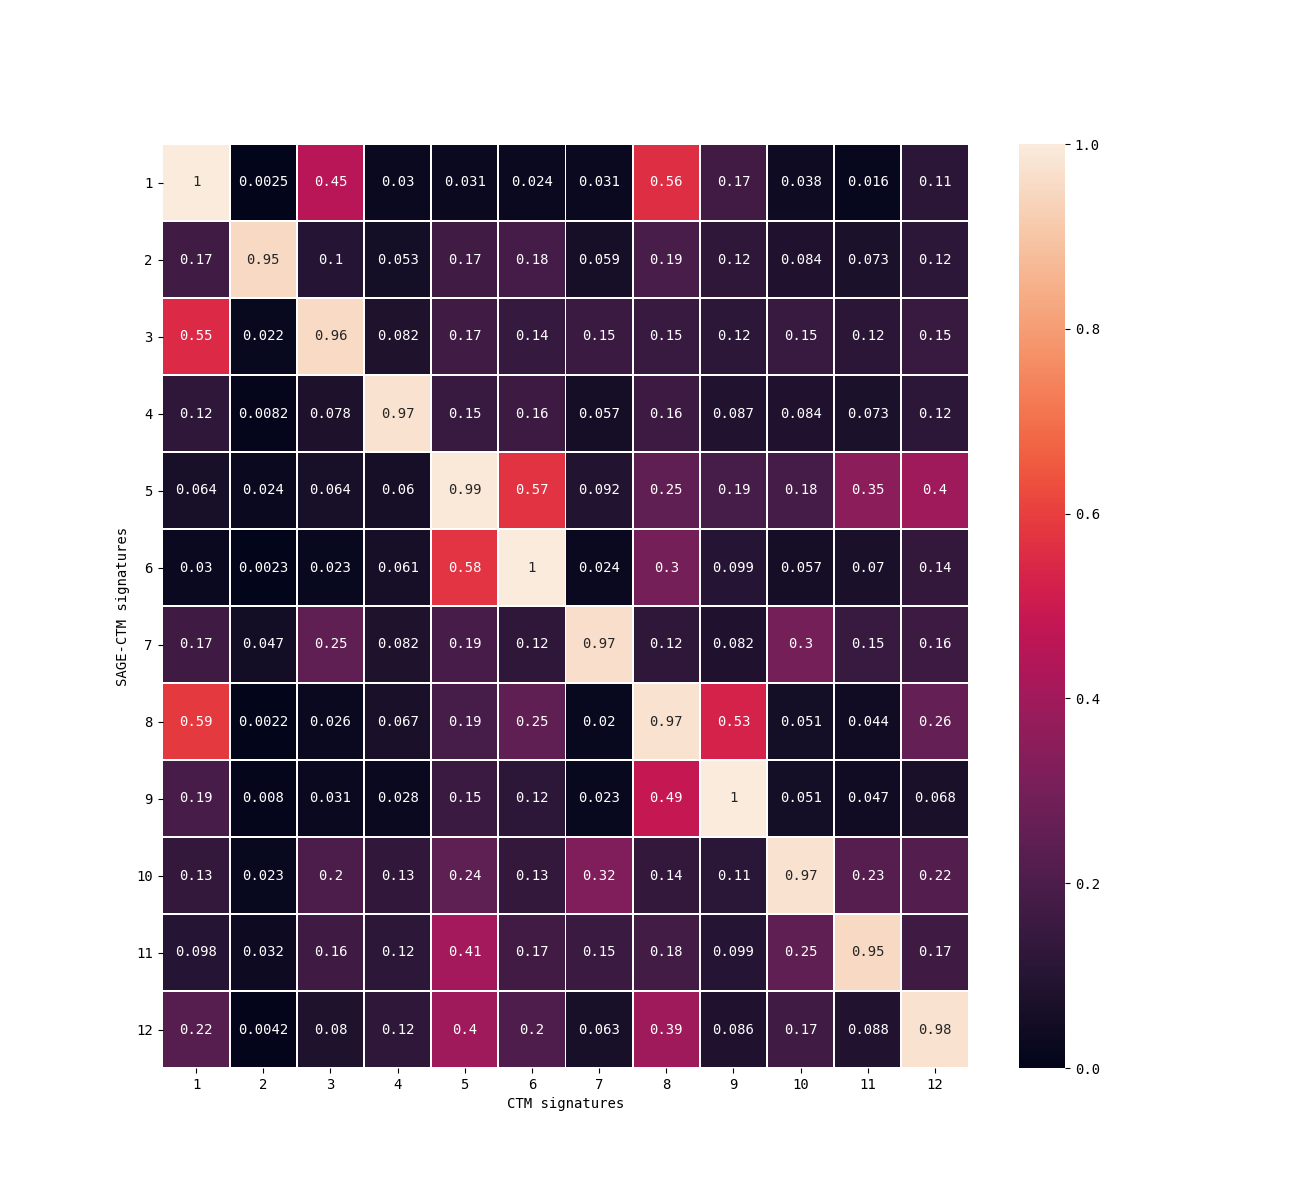 1.0
1 1 0.0025 0.45 0.03 0.031 0.024 0.031 0.56 0.17 0.038 0.016 0.11
2 0.17 0.95 0.1 0.053 0.17 0.18 0.059 0.19 0.12 0.084 0.073 0.12
0.8
3 0.55 0.022 0.96 0.082 0.17 0.14 0.15 0.15 0.12 0.15 0.12 0.15
4 0.12 0.0082 0.078 0.97 0.15 0.16 0.057 0.16 0.087 0.084 0.073 0.12
5 0.064 0.024 0.064 0.06 0.99 0.57 0.092 0.25 0.19 0.18 0.35 0.4
0.6
6 0.03 0.0023 0.023 0.061 0.58 1 0.024 0.3 0.099 0.057 0.07 0.14
SAGE-CTM signatures
7 0.17 0.047 0.25 0.082 0.19 0.12 0.97 0.12 0.082 0.3 0.15 0.16
0.4
8 0.59 0.0022 0.026 0.067 0.19 0.25 0.02 0.97 0.53 0.051 0.044 0.26
9 0.19 0.008 0.031 0.028 0.15 0.12 0.023 0.49 1 0.051 0.047 0.068
10 0.13 0.023 0.2 0.13 0.24 0.13 0.32 0.14 0.11 0.97 0.23 0.22
0.2
11 0.098 0.032 0.16 0.12 0.41 0.17 0.15 0.18 0.099 0.25 0.95 0.17
12 0.22 0.0042 0.08 0.12 0.4 0.2 0.063 0.39 0.086 0.17 0.088 0.98
0.0
1 2 3 4 5 6 7 8 9 10 11 12
CTM signatures